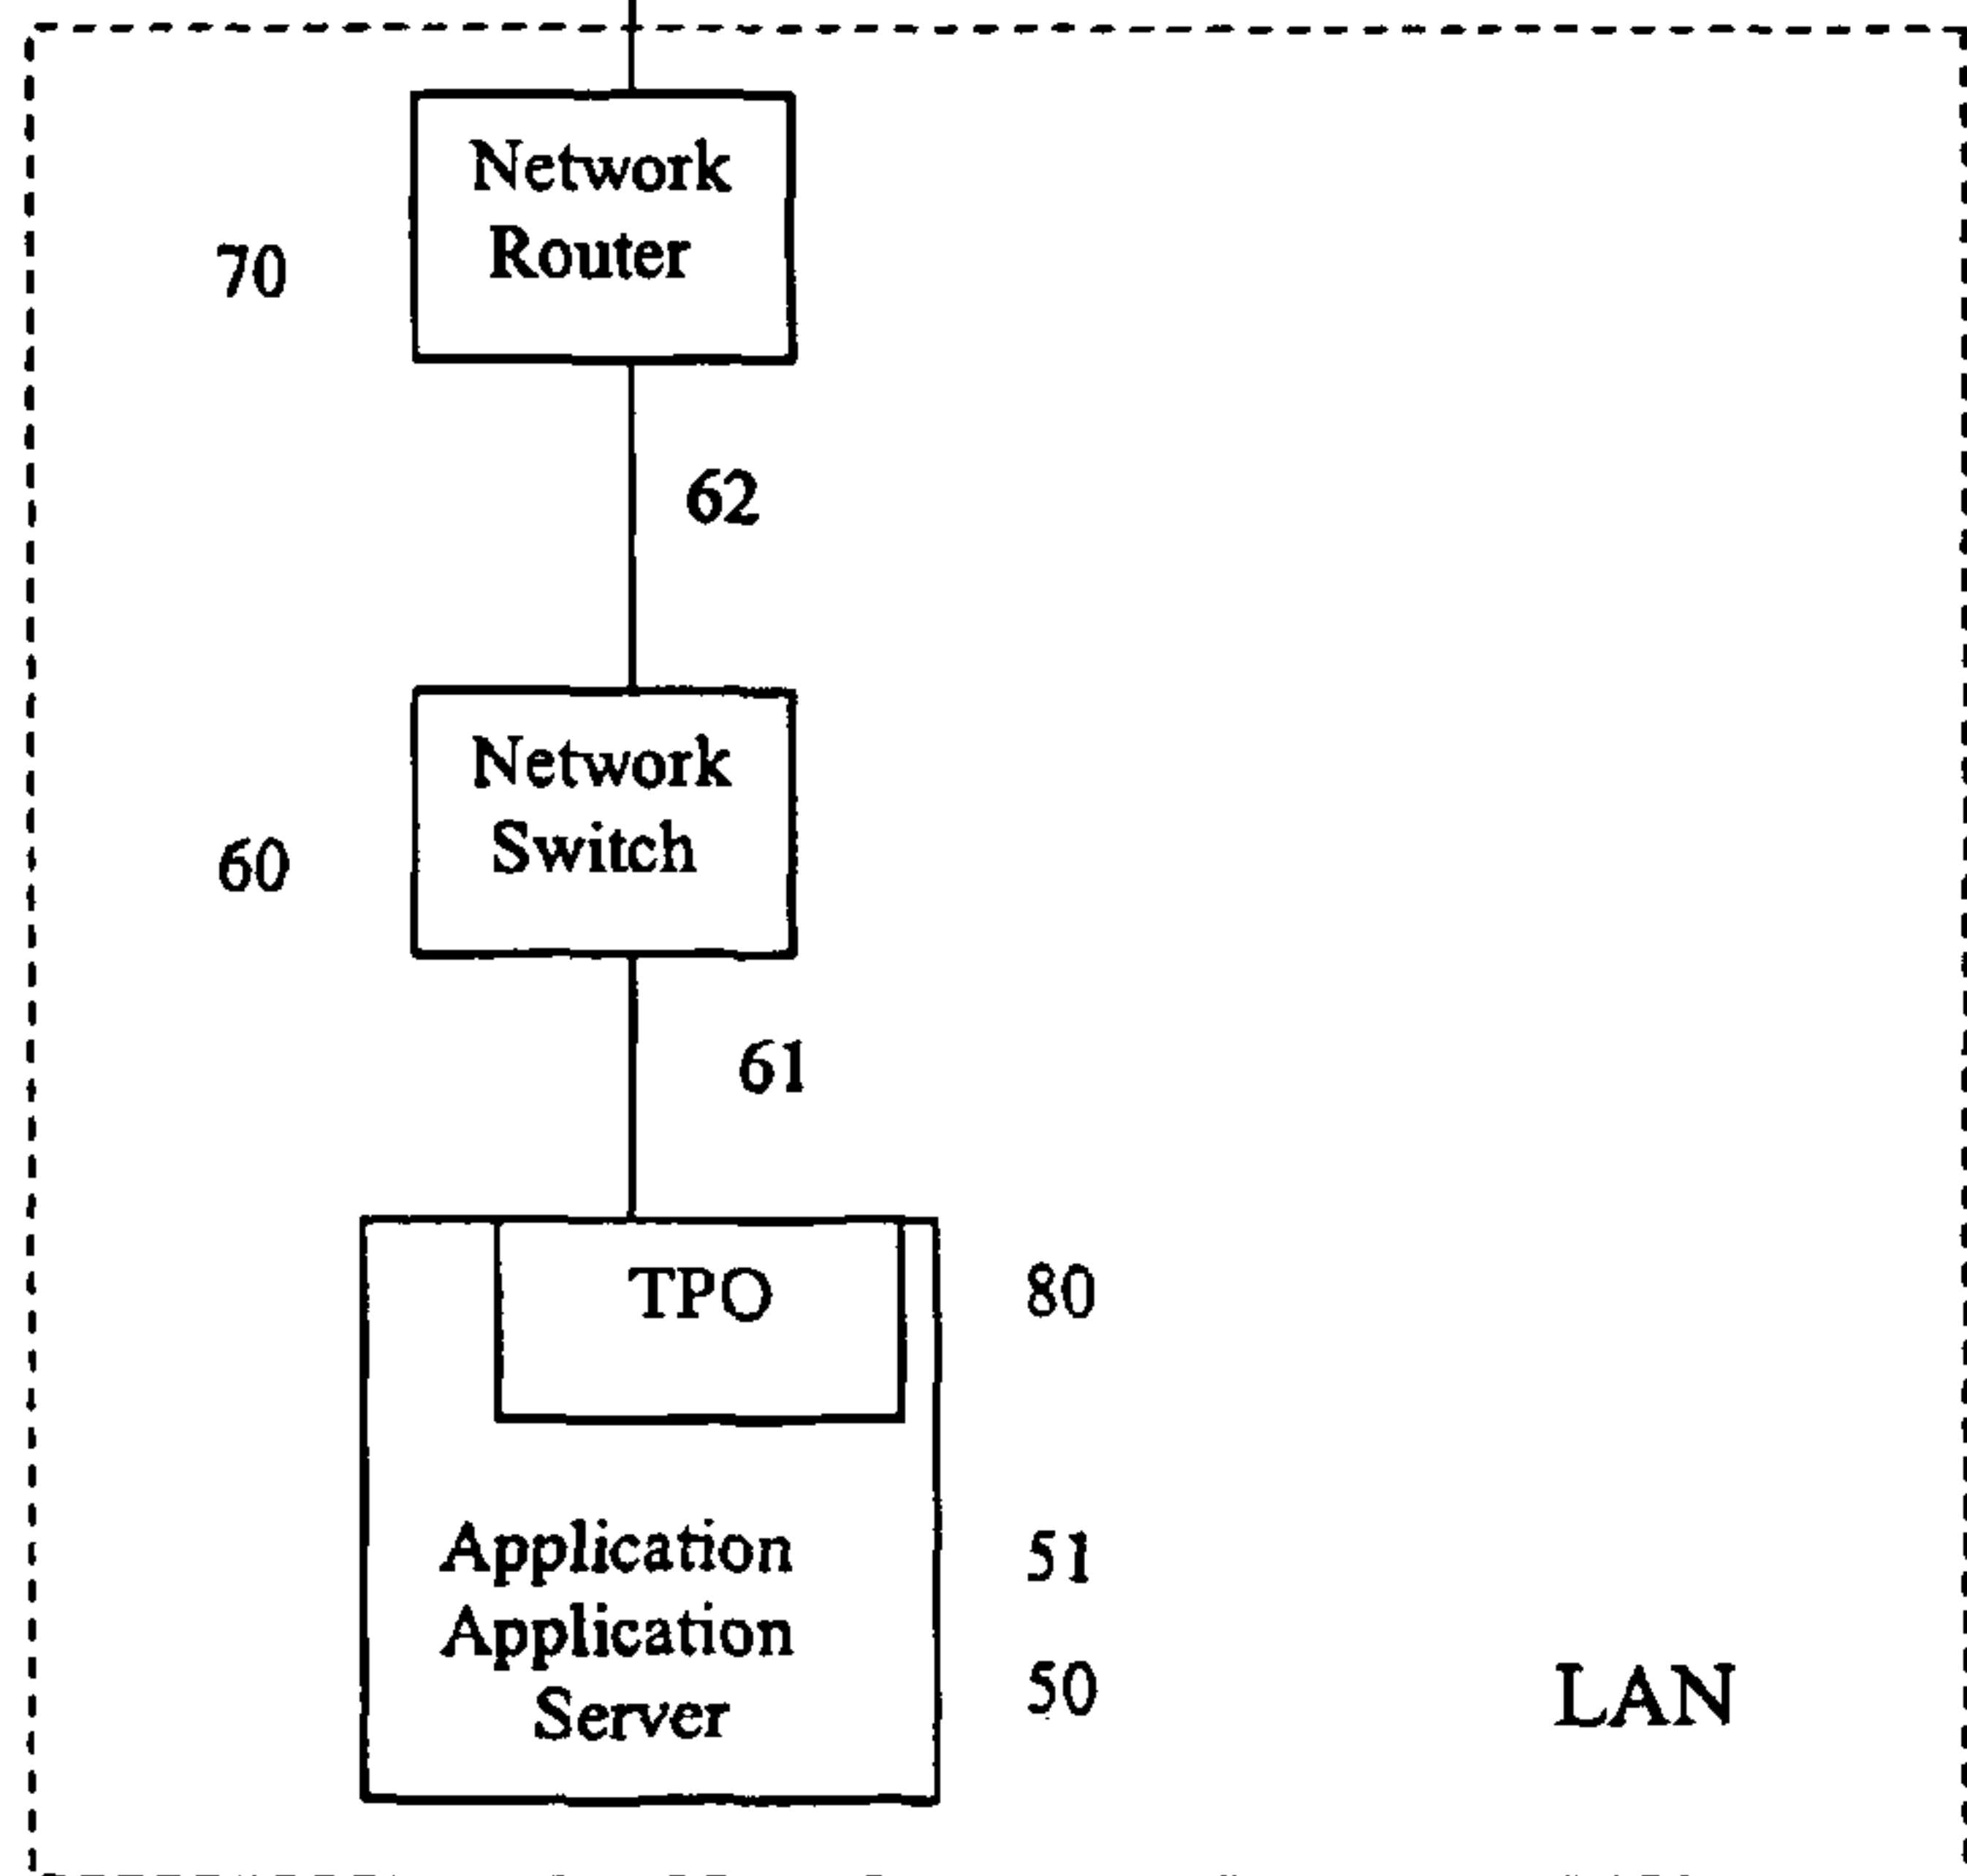 Network
Router
70
62
Network
Switch
60
61
TPO
80
Application
51
Application
Server
50
LAN